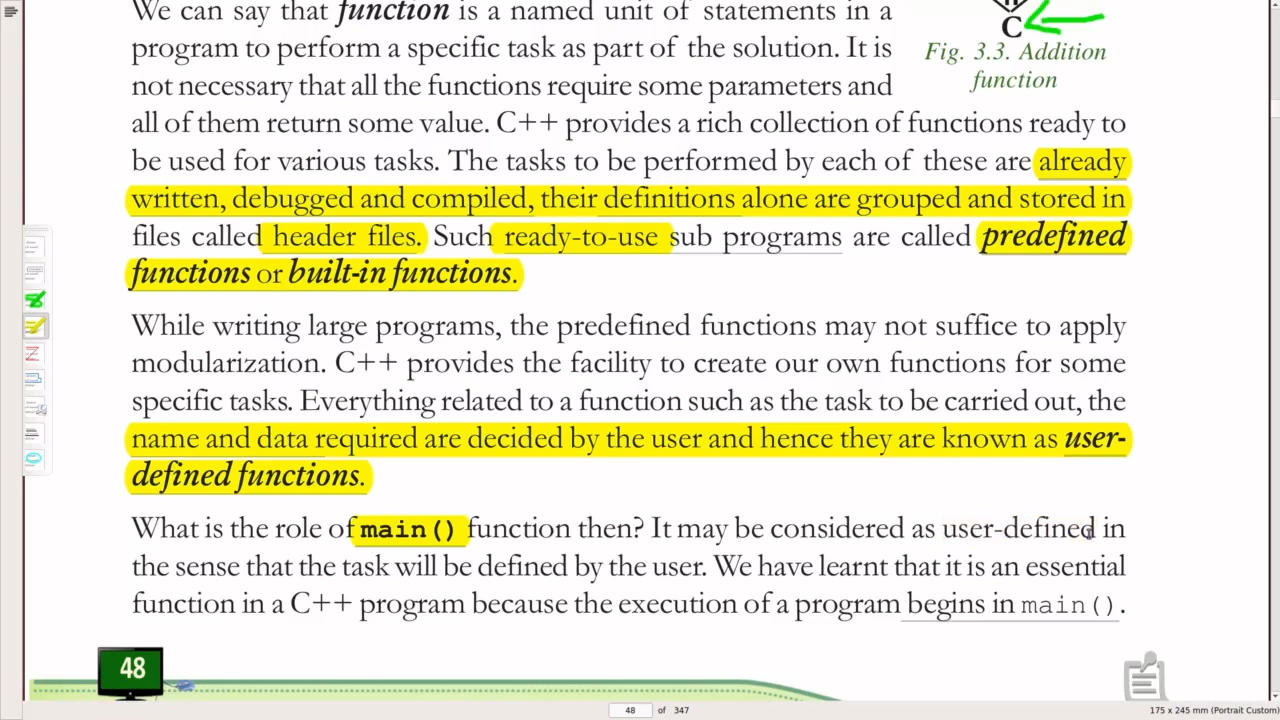 We can say that function is a named unit of statements in a
program to perform a specific task as part of the solution. It is
not necessary that all the functions require some parameters and
all of them return some value. C++ provides a rich collection of functions ready to
be used for various tasks. The tasks to be performed by each of these are already
written, debugged and compiled, their definitions alone are grouped and stored in
files called header files. Such ready-to-use sub programs are called predefined
functions or built-in functions.
C
Fig. 3.3. Addition
function
While writing large programs, the predefined functions may not suffice to apply
modularization. C++ provides the facility to create our own functions for some
specific tasks. Everything related to a function such as the task to be carried out, the
name and data required are decided by the user and hence they are known as user-
defined functions.
What is the role of main() function then? It may be considered as user-defined in
the sense that the task will be defined by the user. We have learnt that it is an essential
function in a C++ program because the execution of a program begins in main().
48
48 of 347
175 x 245 mm (Portrait Custom)